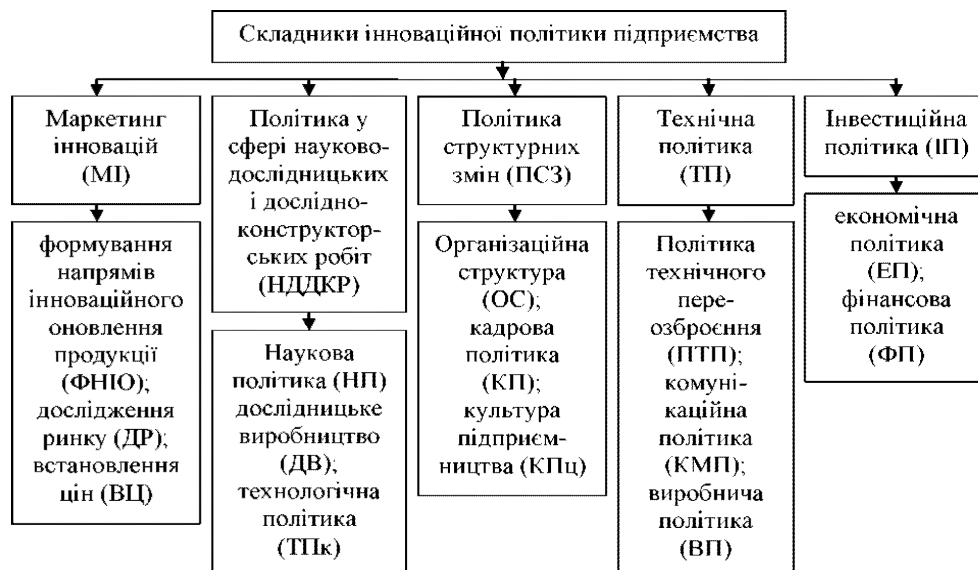 Складники інноваційної політики підприємства
Маркетинг
інновацій
(МІ)
Політика у
сфері науково-
дослідницьких
і дослідно-
конструктор-
ських робіт
(НДДКР)
Політика
структурних
змін (ПСЗ)
Технічна
політика
(ТП)
Інвестиційна
політика (ІП)
формування
напрямів
інноваційного
оновлення
продукції
(ФНІО);
дослідження
ринку (ДР);
встановлення
цін (ВЦ)
Наукова
політика (НП)
дослідницьке
виробництво
(ДВ);
технологічна
політика
(ТПк)
Організаційна
структура
(ОС);
кадрова
політика
(КП);
культура
підприєм-
ництва (КПц)
Політика
технічного
пере-
озброєння
(ПТП);
комуні-
каційна
політика
(КМП);
виробнича
політика
(ВП)
економічна
політика
(ЕП);
фінансова
політика
(ФП)